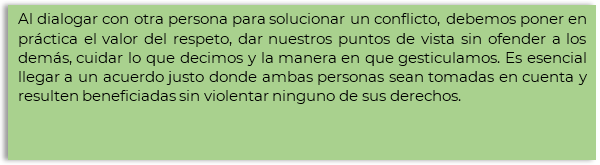 Al dialogar con otra persona para solucionar un conflicto, debemos poner en
práctica el valor del respeto, dar nuestros puntos de vista sin ofender a los
demás, cuidar lo que decimos y la manera en que gesticulamos. Es esencial
llegar a un acuerdo justo donde ambas personas sean tomadas en cuenta y
resulten beneficiadas sin violentar ninguno de sus derechos.